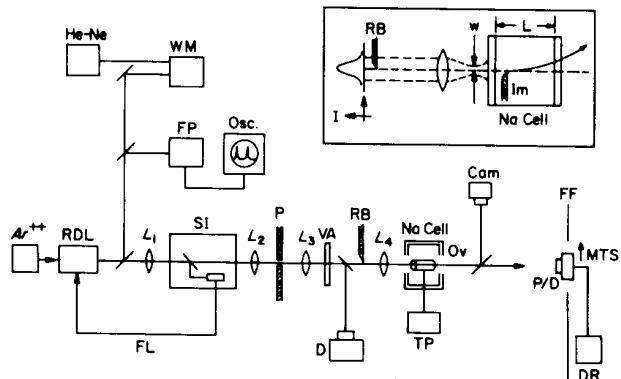 He-Ne
WM
FP
Osc.
RB
w
L
I
Im
Na Cell
Cam
FF
Ar++
RDL
L1
SI
L2
P
L3
VA
RB
L4
Na Cell
Ov
MTS
P/D
FL
D
TP
DR